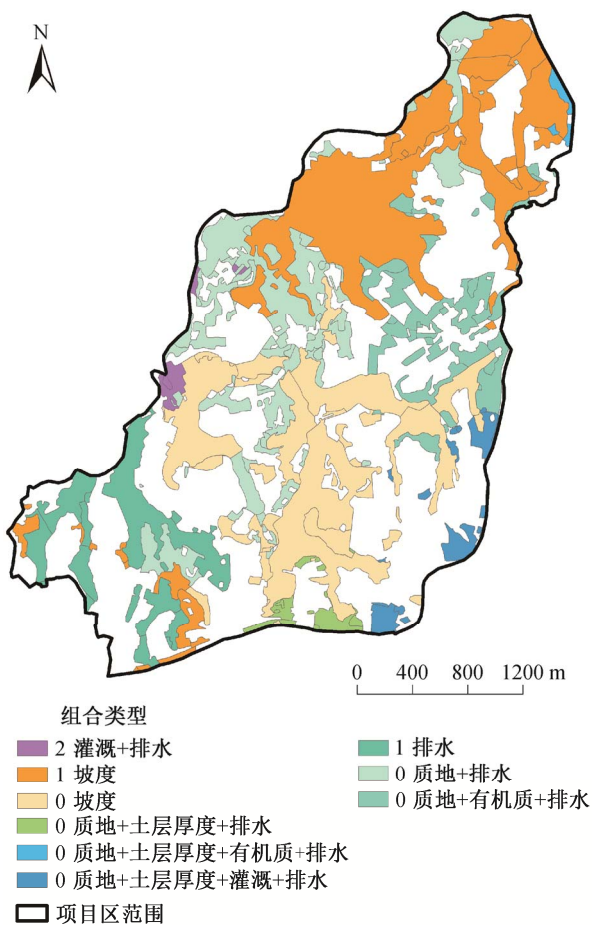 N
0 400 800 1200 m
组合类型
2 灌溉+排水
1 坡度
0 坡度
0 质地+土层厚度+排水
0 质地+土层厚度+有机质+排水
0 质地+土层厚度+灌溉+排水
项目区范围
1 排水
0 质地+排水
0 质地+有机质+排水